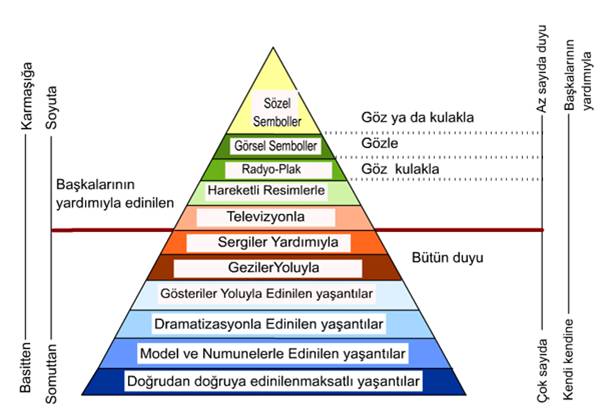 Sözel
Semboller
Göz ya da kulakla
Görsel Semboller
Gözle
Radyo-Plak
Göz kulakla
Hareketli Resimlerle
Başkalarının
yardımıyla edinilen
Televizyonla
Sergiler Yardımıyla
GezilerYoluyla
Bütün duyu
Gösteriler Yoluyla Edinilen yaşantılar
Dramatizasyonla Edinilen yaşantılar
Model ve Numunelerle Edinilen yaşantılar
Doğrudan doğruya edinilenmaksatlı yaşantılar
Basitten
Karmaşığa
Somuttan
Soyuta
Çok sayıda
Az sayıda duyu
Kendi kendine
Başkalarının
yardımıyla